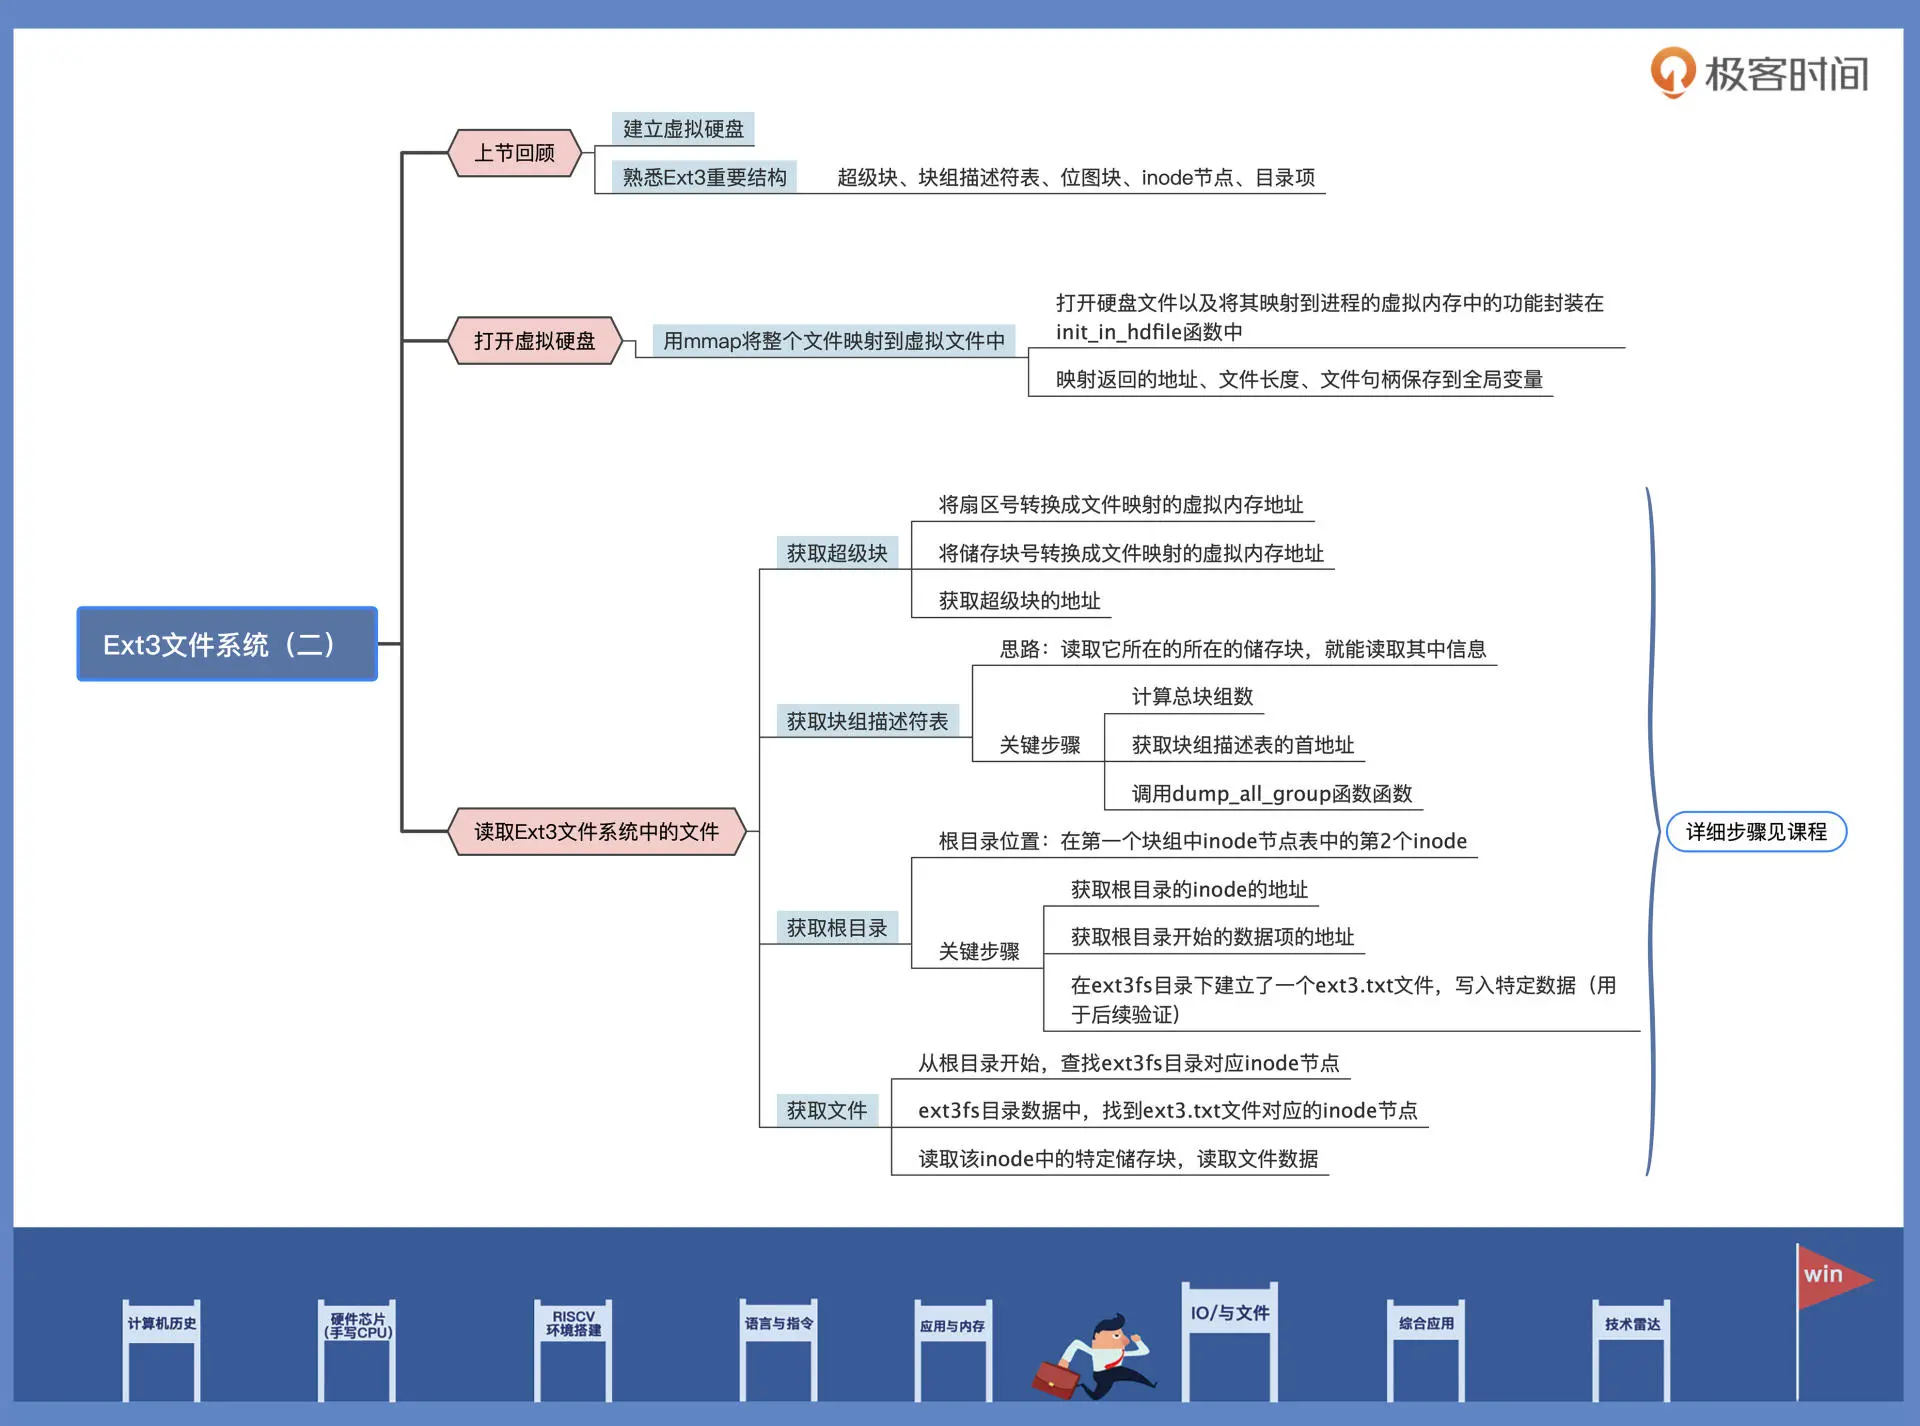 极客时间
上节回顾
建立虚拟硬盘
熟悉Ext3重要结构
超级块、块组描述符表、位图块、inode节点、目录项
打开虚拟硬盘
用mmap将整个文件映射到虚拟文件中
打开硬盘文件以及将其映射到进程的虚拟内存中的功能封装在
init_in_hdfile函数中
映射返回的地址、文件长度、文件句柄保存到全局变量
Ext3文件系统（二）
读取Ext3文件系统中的文件
获取超级块
将扇区号转换成文件映射的虚拟内存地址
将储存块号转换成文件映射的虚拟内存地址
获取超级块的地址
获取块组描述符表
思路：读取它所在的所在的储存块，就能读取其中信息
关键步骤
计算总块组数
获取块组描述表的首地址
调用dump_all_group函数函数
获取根目录
根目录位置：在第一个块组中inode节点表中的第2个inode
关键步骤
获取根目录的inode的地址
获取根目录开始的数据项的地址
在ext3fs目录下建立了一个ext3.txt文件，写入特定数据（用
于后续验证）
获取文件
从根目录开始，查找ext3fs目录对应inode节点
ext3fs目录数据中，找到ext3.txt文件对应的inode节点
读取该inode中的特定储存块，读取文件数据
详细步骤见课程
计算机历史
硬件芯片
(手写CPU)
RISCV
环境搭建
语言与指令
应用与内存
IO/与文件
综合应用
技术雷达
win